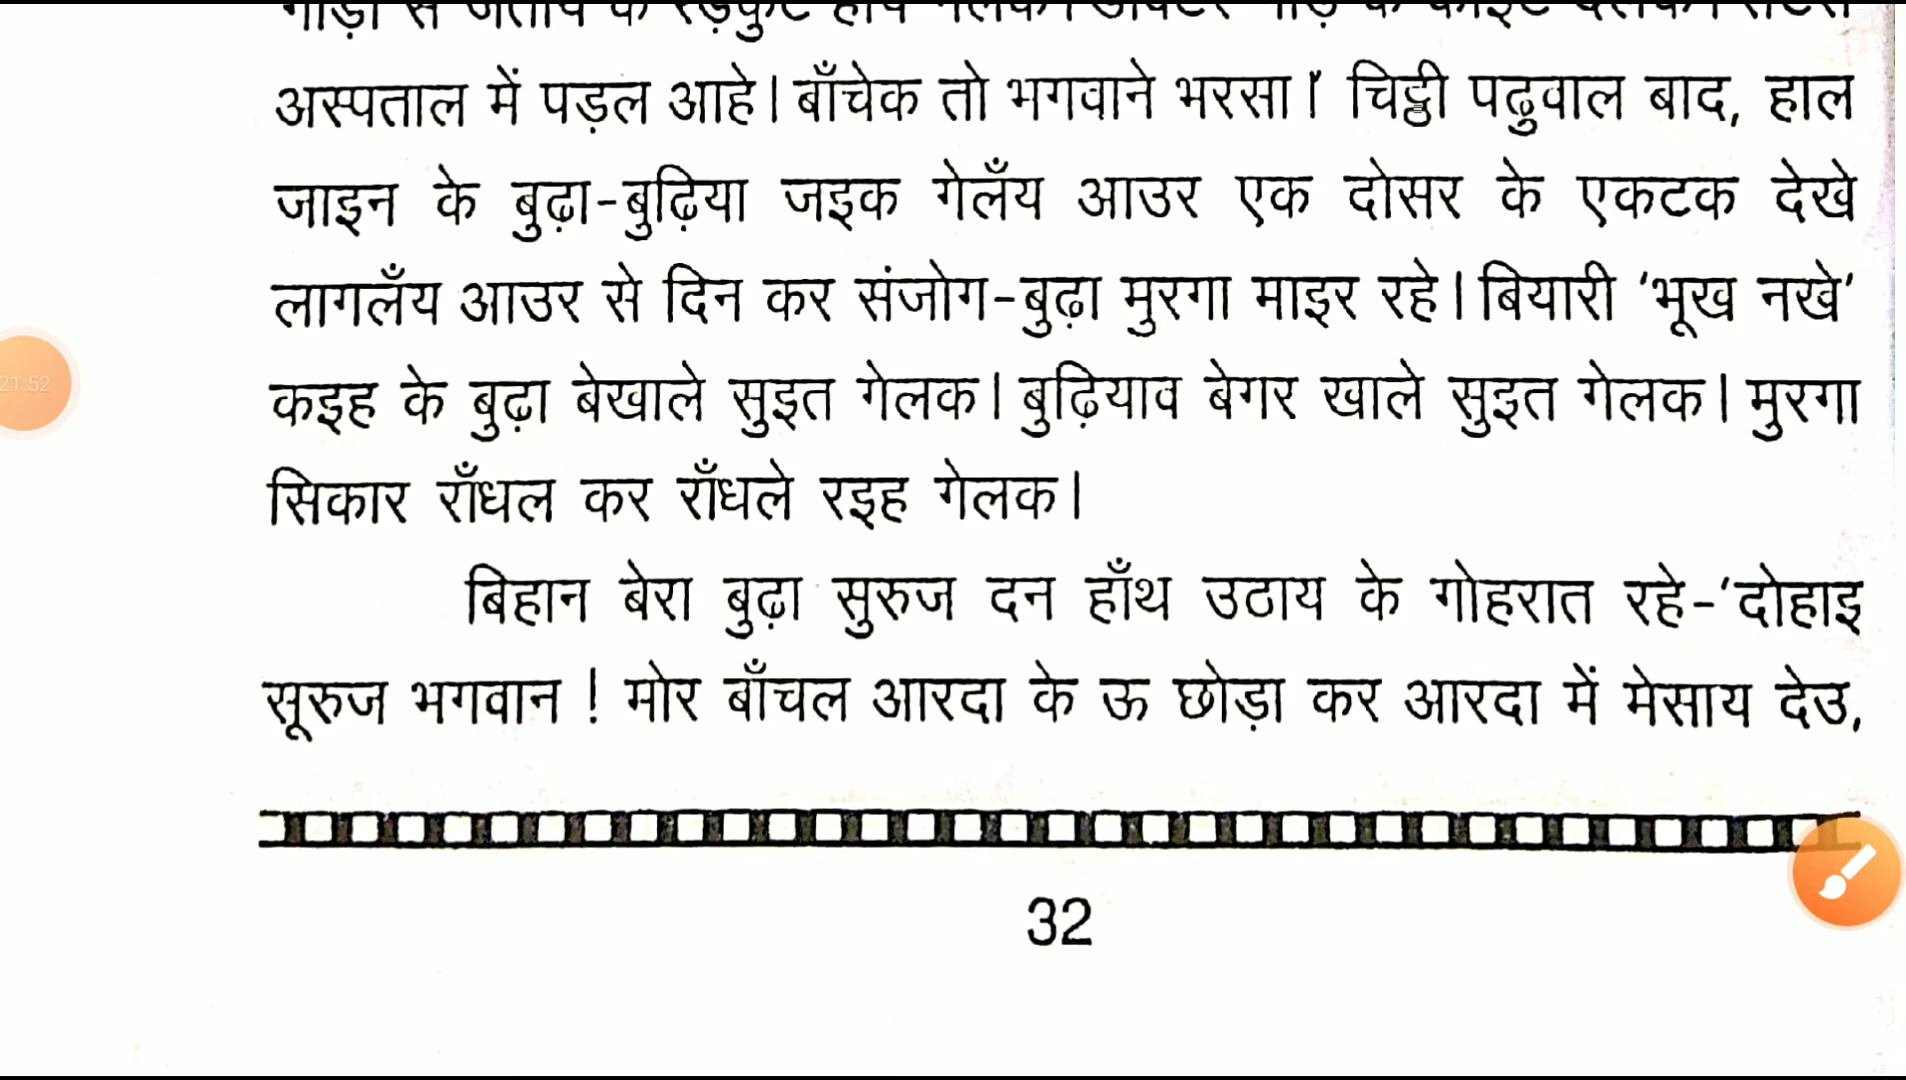 अस्पताल में पड़ल आहे। बाँचेक तो भगवाने भरसा।' चिट्ठी पढुवाल बाद, हाल
जाइन के बुढ़ा-बुढ़िया जइक गेलँय आउर एक दोसर के एकटक देखे
लागलँय आउर से दिन कर संजोग-बुढ़ा मुरगा माइर रहे। बियारी ‘भूख नखे’
कइह के बुढ़ा बेखाले सुइत गेलक। बुढ़ियाव बेगर खाले सुइत गेलक। मुरगा
सिकार राँधल कर राँधले रइह गेलक।
बिहान बेरा बुढ़ा सुरुज दन हाँथ उठाय के गोहरात रहे-‘दोहाइ
सूरुज भगवान ! मोर बाँचल आरदा के ऊ छोड़ा कर आरदा में मेसाय देउ,
32
21:52